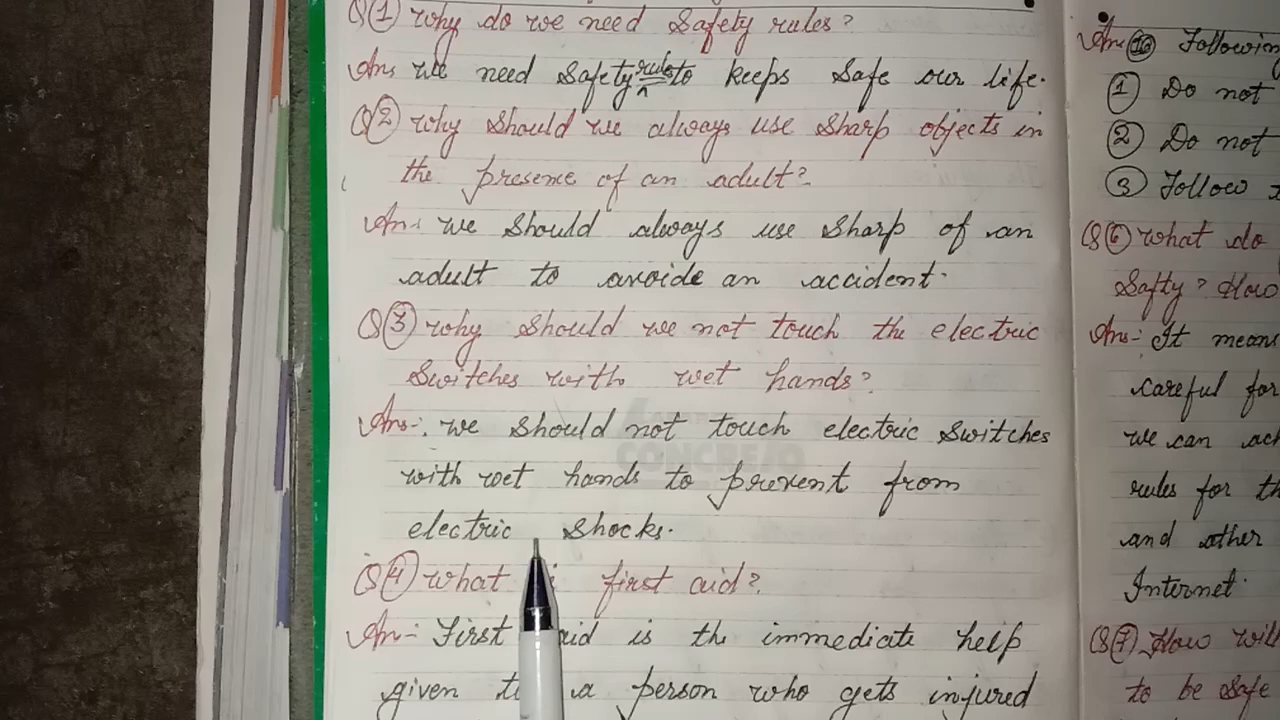 Q(1) Why do we need Safety rules?
Ans We need Safety rules to keeps Safe our life.
Q(2) Why Should we always use Sharp objects in
the presence of an adult?
An: We Should always use Sharp of an
adult to avoide an accident.
Q(3) Why Should we not touch the electric
Switches with wet hands?
Ans-: We Should not touch electric Switches
with wet hands to prevent from
electric Shocks.
Q(4) What first aid?
An- First aid is the immediate help
given a person who gets injured
Following
(1) Do not
(2) Do not
(3) Follow
Q(6) What do
Safty? How
Ans-: It means
careful for
we can
rules for
and other
Internet.
Q(7) How
to be Safe
CONCRESO